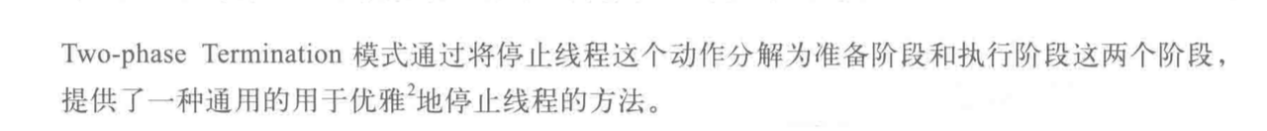 Two-phase Termination 模式通过将停止线程这个动作分解为准备阶段和执行阶段这两个阶段，
提供了一种通用的用于优雅²地停止线程的方法。